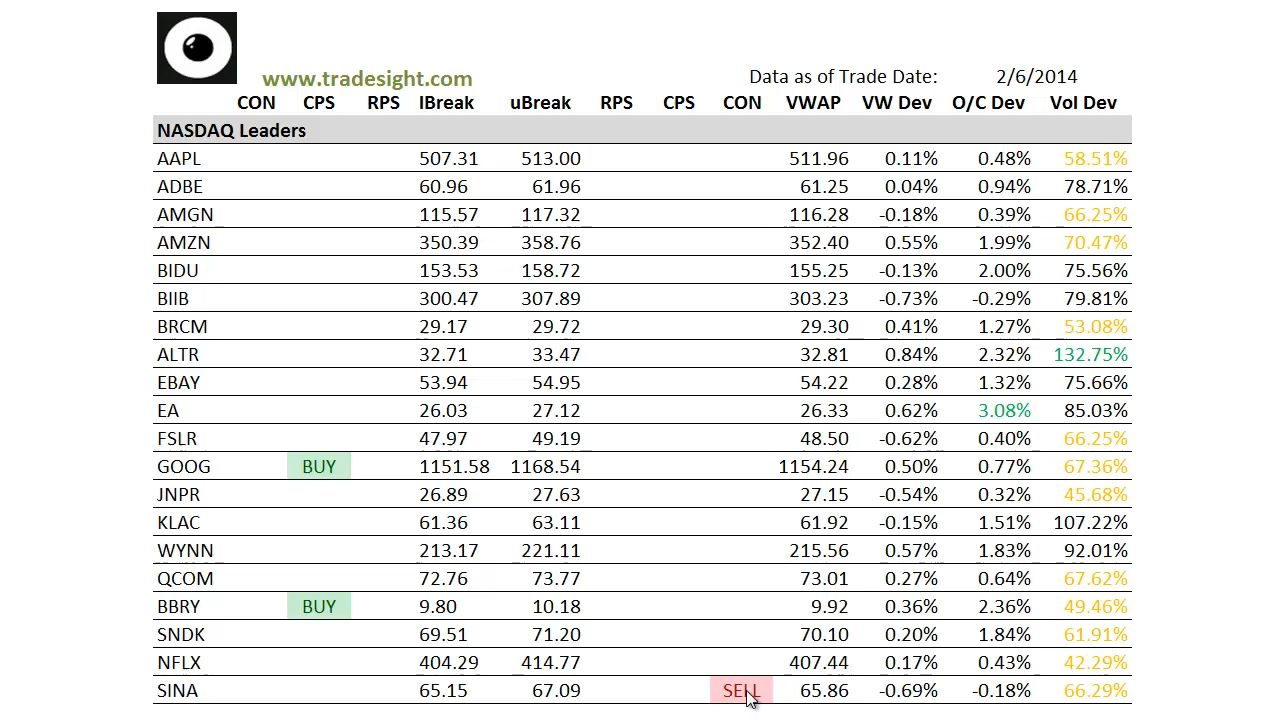 www.tradesight.com Data as of Trade Date: 2/6/2014
CON CPS RPS lBreak uBreak RPS CPS CON VWAP VW Dev O/C Dev Vol Dev
NASDAQ Leaders
AAPL 507.31 513.00 511.96 0.11% 0.48% 58.51%
ADBE 60.96 61.96 61.25 0.04% 0.94% 78.71%
AMGN 115.57 117.32 116.28 -0.18% 0.39% 66.25%
AMZN 350.39 358.76 352.40 0.55% 1.99% 70.47%
BIDU 153.53 158.72 155.25 -0.13% 2.00% 75.56%
BIIB 300.47 307.89 303.23 -0.73% -0.29% 79.81%
BRCM 29.17 29.72 29.30 0.41% 1.27% 53.08%
ALTR 32.71 33.47 32.81 0.84% 2.32% 132.75%
EBAY 53.94 54.95 54.22 0.28% 1.32% 75.66%
EA 26.03 27.12 26.33 0.62% 3.08% 85.03%
FSLR 47.97 49.19 48.50 -0.62% 0.40% 66.25%
GOOG BUY 1151.58 1168.54 1154.24 0.50% 0.77% 67.36%
JNPR 26.89 27.63 27.15 -0.54% 0.32% 45.68%
KLAC 61.36 63.11 61.92 -0.15% 1.51% 107.22%
WYNN 213.17 221.11 215.56 0.57% 1.83% 92.01%
QCOM 72.76 73.77 73.01 0.27% 0.64% 67.62%
BBRY BUY 9.80 10.18 9.92 0.36% 2.36% 49.46%
SNDK 69.51 71.20 70.10 0.20% 1.84% 61.91%
NFLX 404.29 414.77 407.44 0.17% 0.43% 42.29%
SINA 65.15 67.09 SELL 65.86 -0.69% -0.18% 66.29%